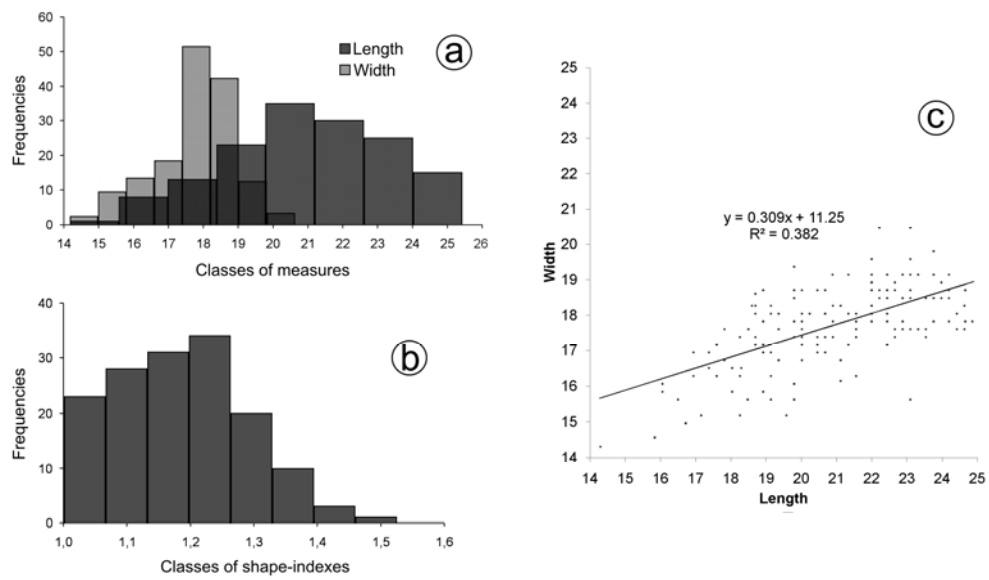 60
50
40
30
20
10
0
Frequencies
Length
Width
a
14 15 16 17 18 19 20 21 22 23 24 25 26
Classes of measures
40
30
20
10
0
Frequencies
b
1,0 1,1 1,2 1,3 1,4 1,5 1,6
Classes of shape-indexes
25
24
23
22
21
20
19
18
17
16
15
14
Width
c
y = 0.309x + 11.25
R² = 0.382
14 15 16 17 18 19 20 21 22 23 24 25
Length